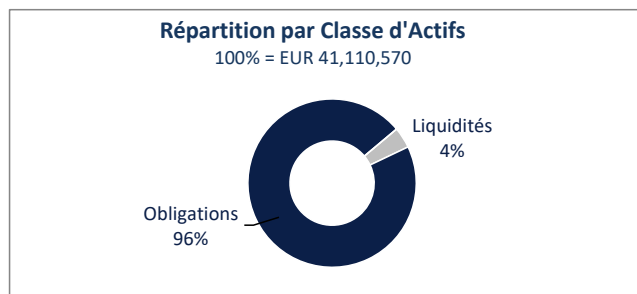 Répartition par Classe d'Actifs
100% = EUR 41,110,570
Liquidités
4%
Obligations
96%